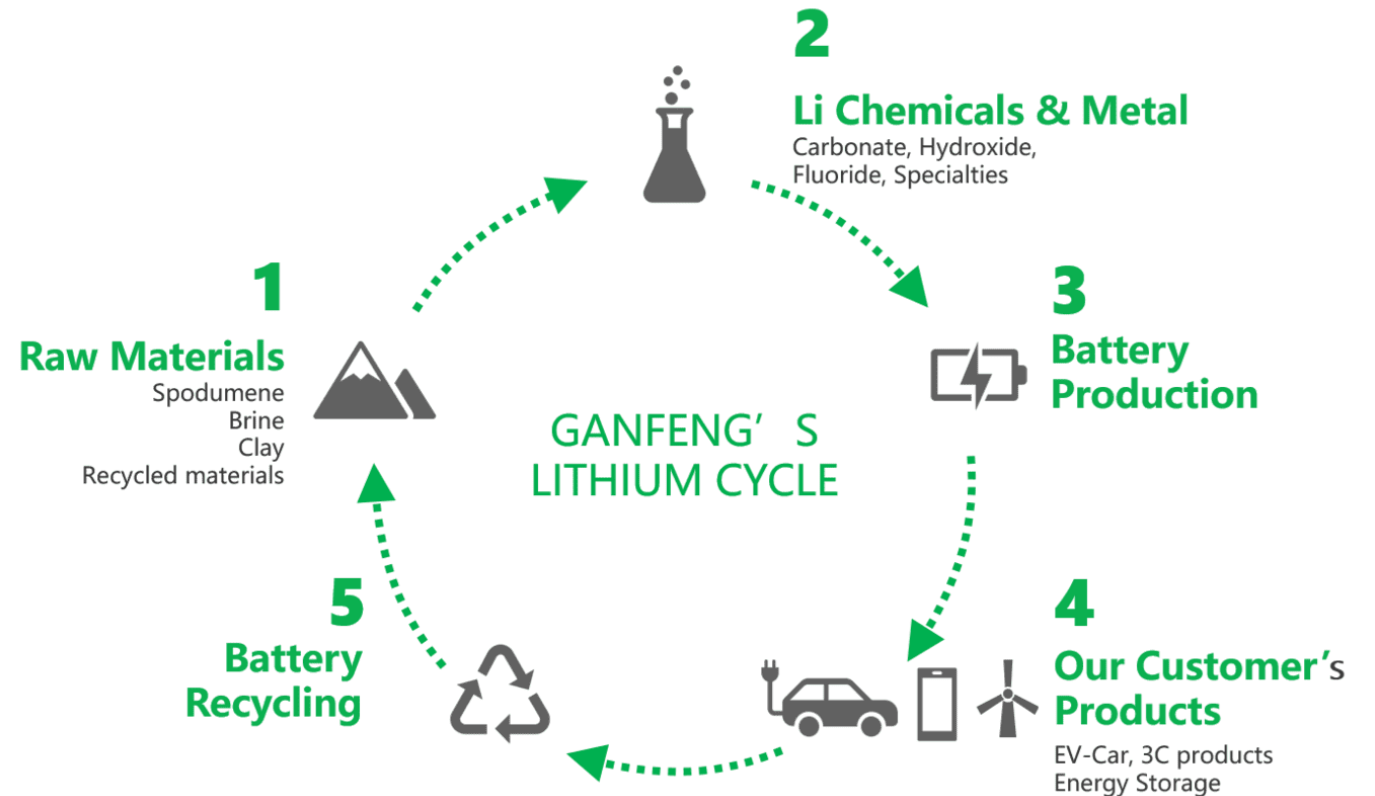 1
Raw Materials
Spodumene
Brine
Clay
Recycled materials
2
Li Chemicals & Metal
Carbonate, Hydroxide,
Fluoride, Specialties
3
Battery
Production
GANFENG’ S
LITHIUM CYCLE
4
Our Customer’s
Products
EV-Car, 3C products
Energy Storage
5
Battery
Recycling